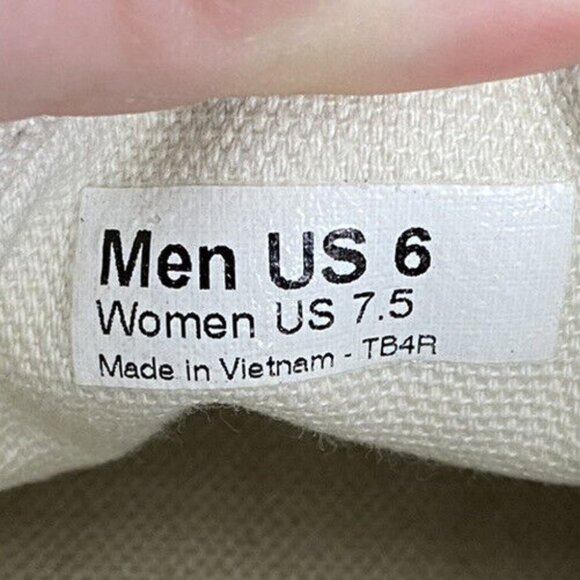 Men US 6
Women US 7.5
Made in Vietnam - TB4R